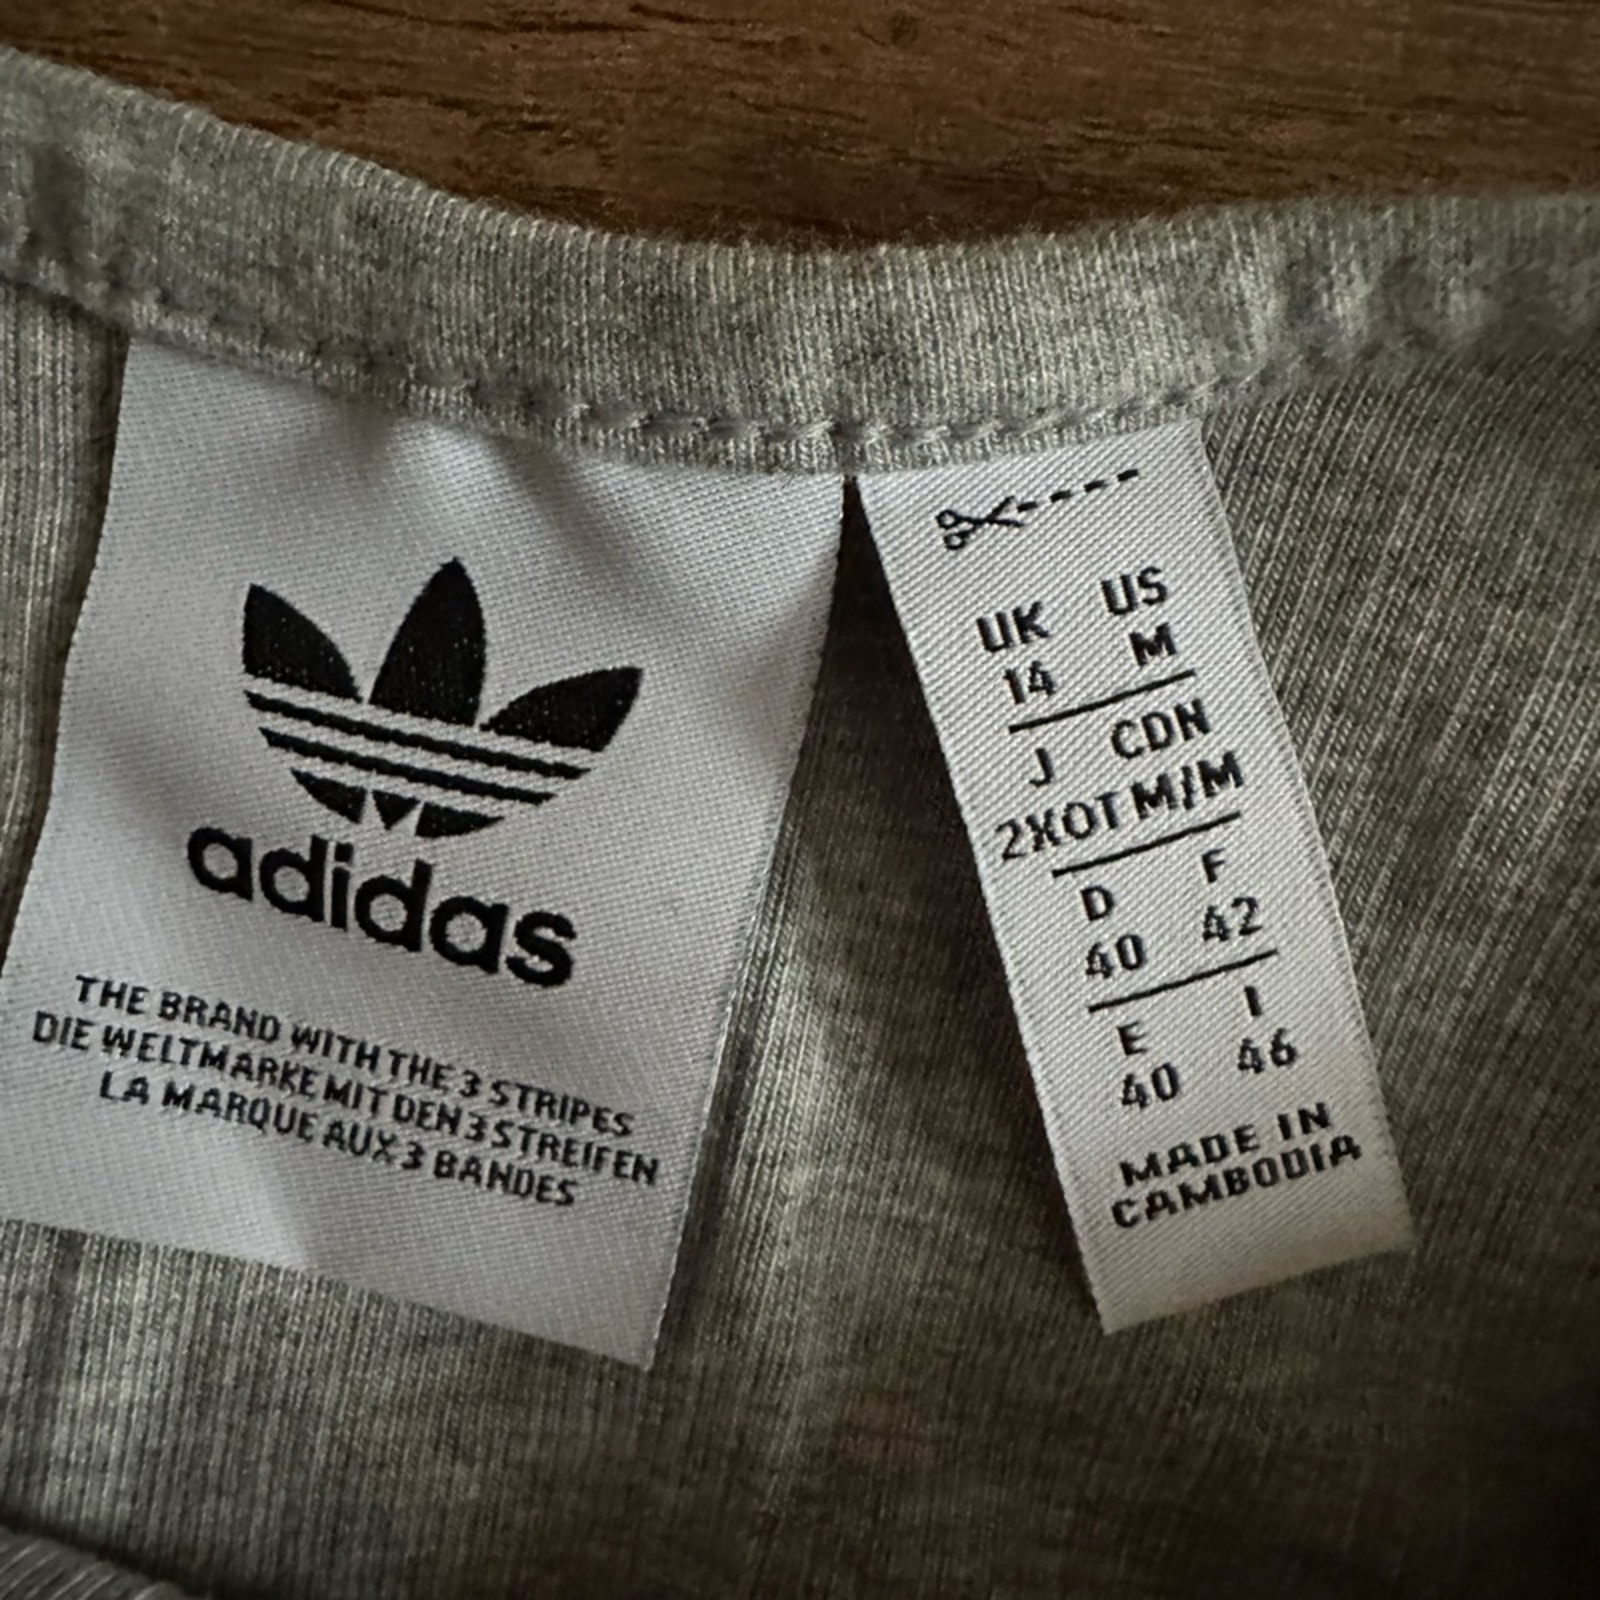 adidas
THE BRAND WITH THE 3 STRIPES
DIE WELTMARKE MIT DEN 3 STREIFEN
LA MARQUE AUX 3 BANDES
UK US
14 M
J CDN
2XOT M/M
D F
40 42
E I
40 46
MADE IN
CAMBODIA